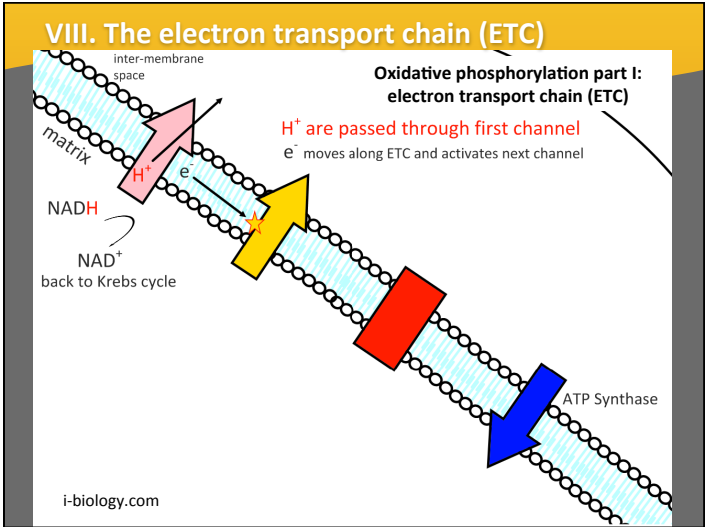 VIII. The electron transport chain (ETC)
inter-membrane
space
Oxidative phosphorylation part I:
electron transport chain (ETC)
H⁺ are passed through first channel
e⁻ moves along ETC and activates next channel
matrix
H⁺
e⁻
NADH
NAD⁺
back to Krebs cycle
ATP Synthase
i-biology.com